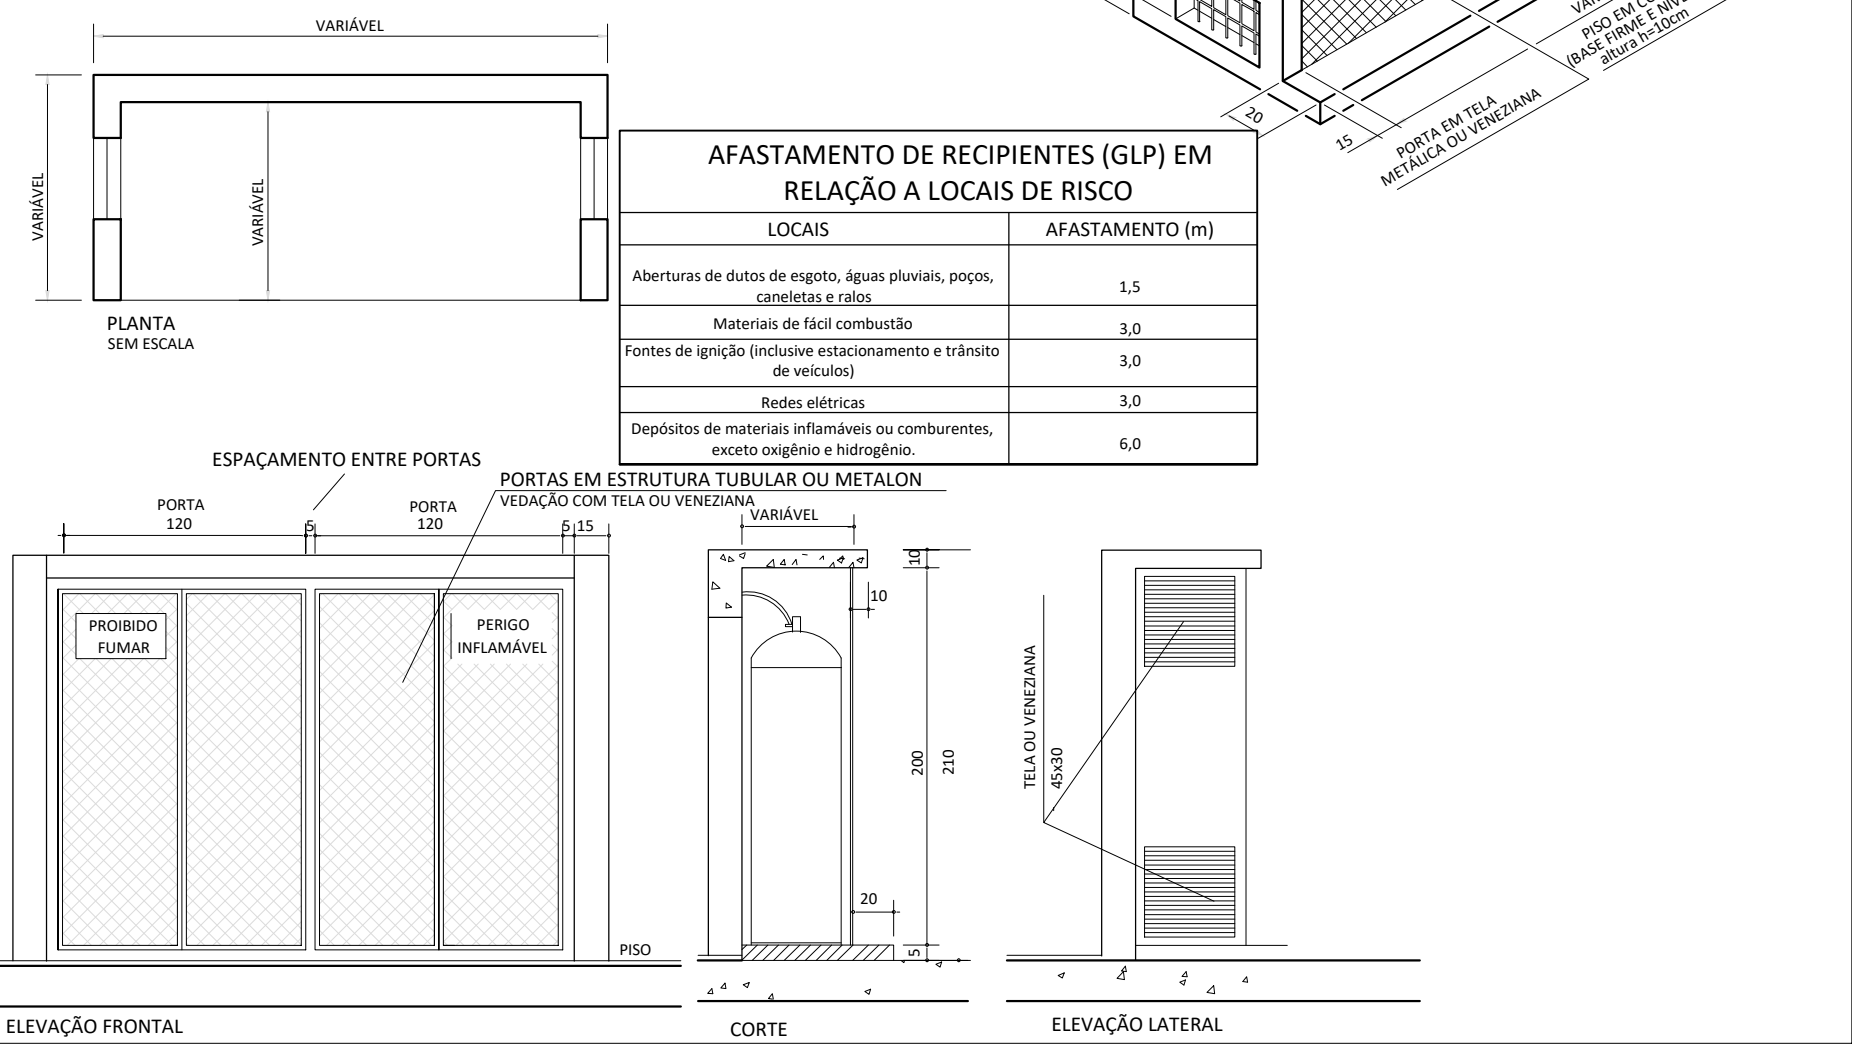 VARIÁVEL
VARIÁVEL
VARIÁVEL
PLANTA
SEM ESCALA
PISO EM
(BASE FIRME E
altura h=10cm
20
15
PORTA EM TELA
METÁLICA OU VENEZIANA
AFASTAMENTO DE RECIPIENTES (GLP) EM
RELAÇÃO A LOCAIS DE RISCO
LOCAIS AFASTAMENTO (m)
Aberturas de dutos de esgoto, águas pluviais, poços,
caneletas e ralos
1,5
Materiais de fácil combustão 3,0
Fontes de ignição (inclusive estacionamento e trânsito
de veículos)
3,0
Redes elétricas 3,0
Depósitos de materiais inflamáveis ou comburentes,
exceto oxigênio e hidrogênio.
6,0
ESPAÇAMENTO ENTRE PORTAS
PORTAS EM ESTRUTURA TUBULAR OU METALON
VEDAÇÃO COM TELA OU VENEZIANA
PORTA
120
5
PORTA
120
5 15
PROIBIDO
FUMAR
PERIGO
INFLAMÁVEL
PISO
ELEVAÇÃO FRONTAL
VARIÁVEL
10
10
200
210
20
5
CORTE
TELA OU VENEZIANA
45x30
ELEVAÇÃO LATERAL